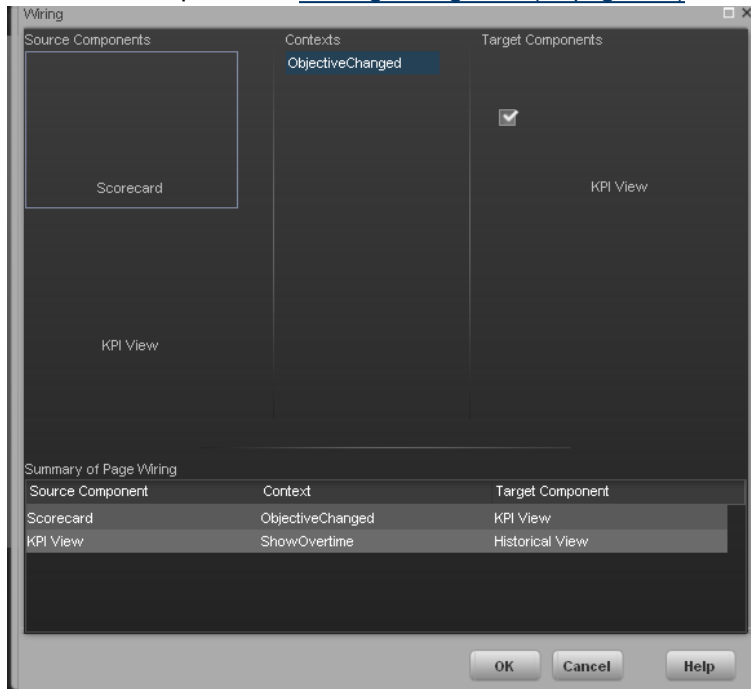 Wiring
Source Components Contexts Target Components
ObjectiveChanged
Scorecard KPI View
KPI View
Summary of Page Wiring
Source Component Context Target Component
Scorecard ObjectiveChanged KPI View
KPI View ShowOvertime Historical View
OK Cancel Help